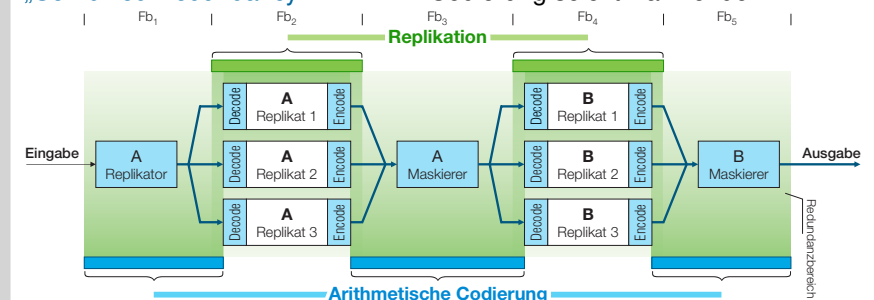 Fb1
Fb2
Fb3
Fb4
Fb5
Replikation
Eingabe
A
Replikator
Decode
A
Replikat 1
Encode
Decode
A
Replikat 2
Encode
Decode
A
Replikat 3
Encode
A
Maskierer
Decode
B
Replikat 1
Encode
Decode
B
Replikat 2
Encode
Decode
B
Replikat 3
Encode
B
Maskierer
Ausgabe
Redundanzbereich
Arithmetische Codierung